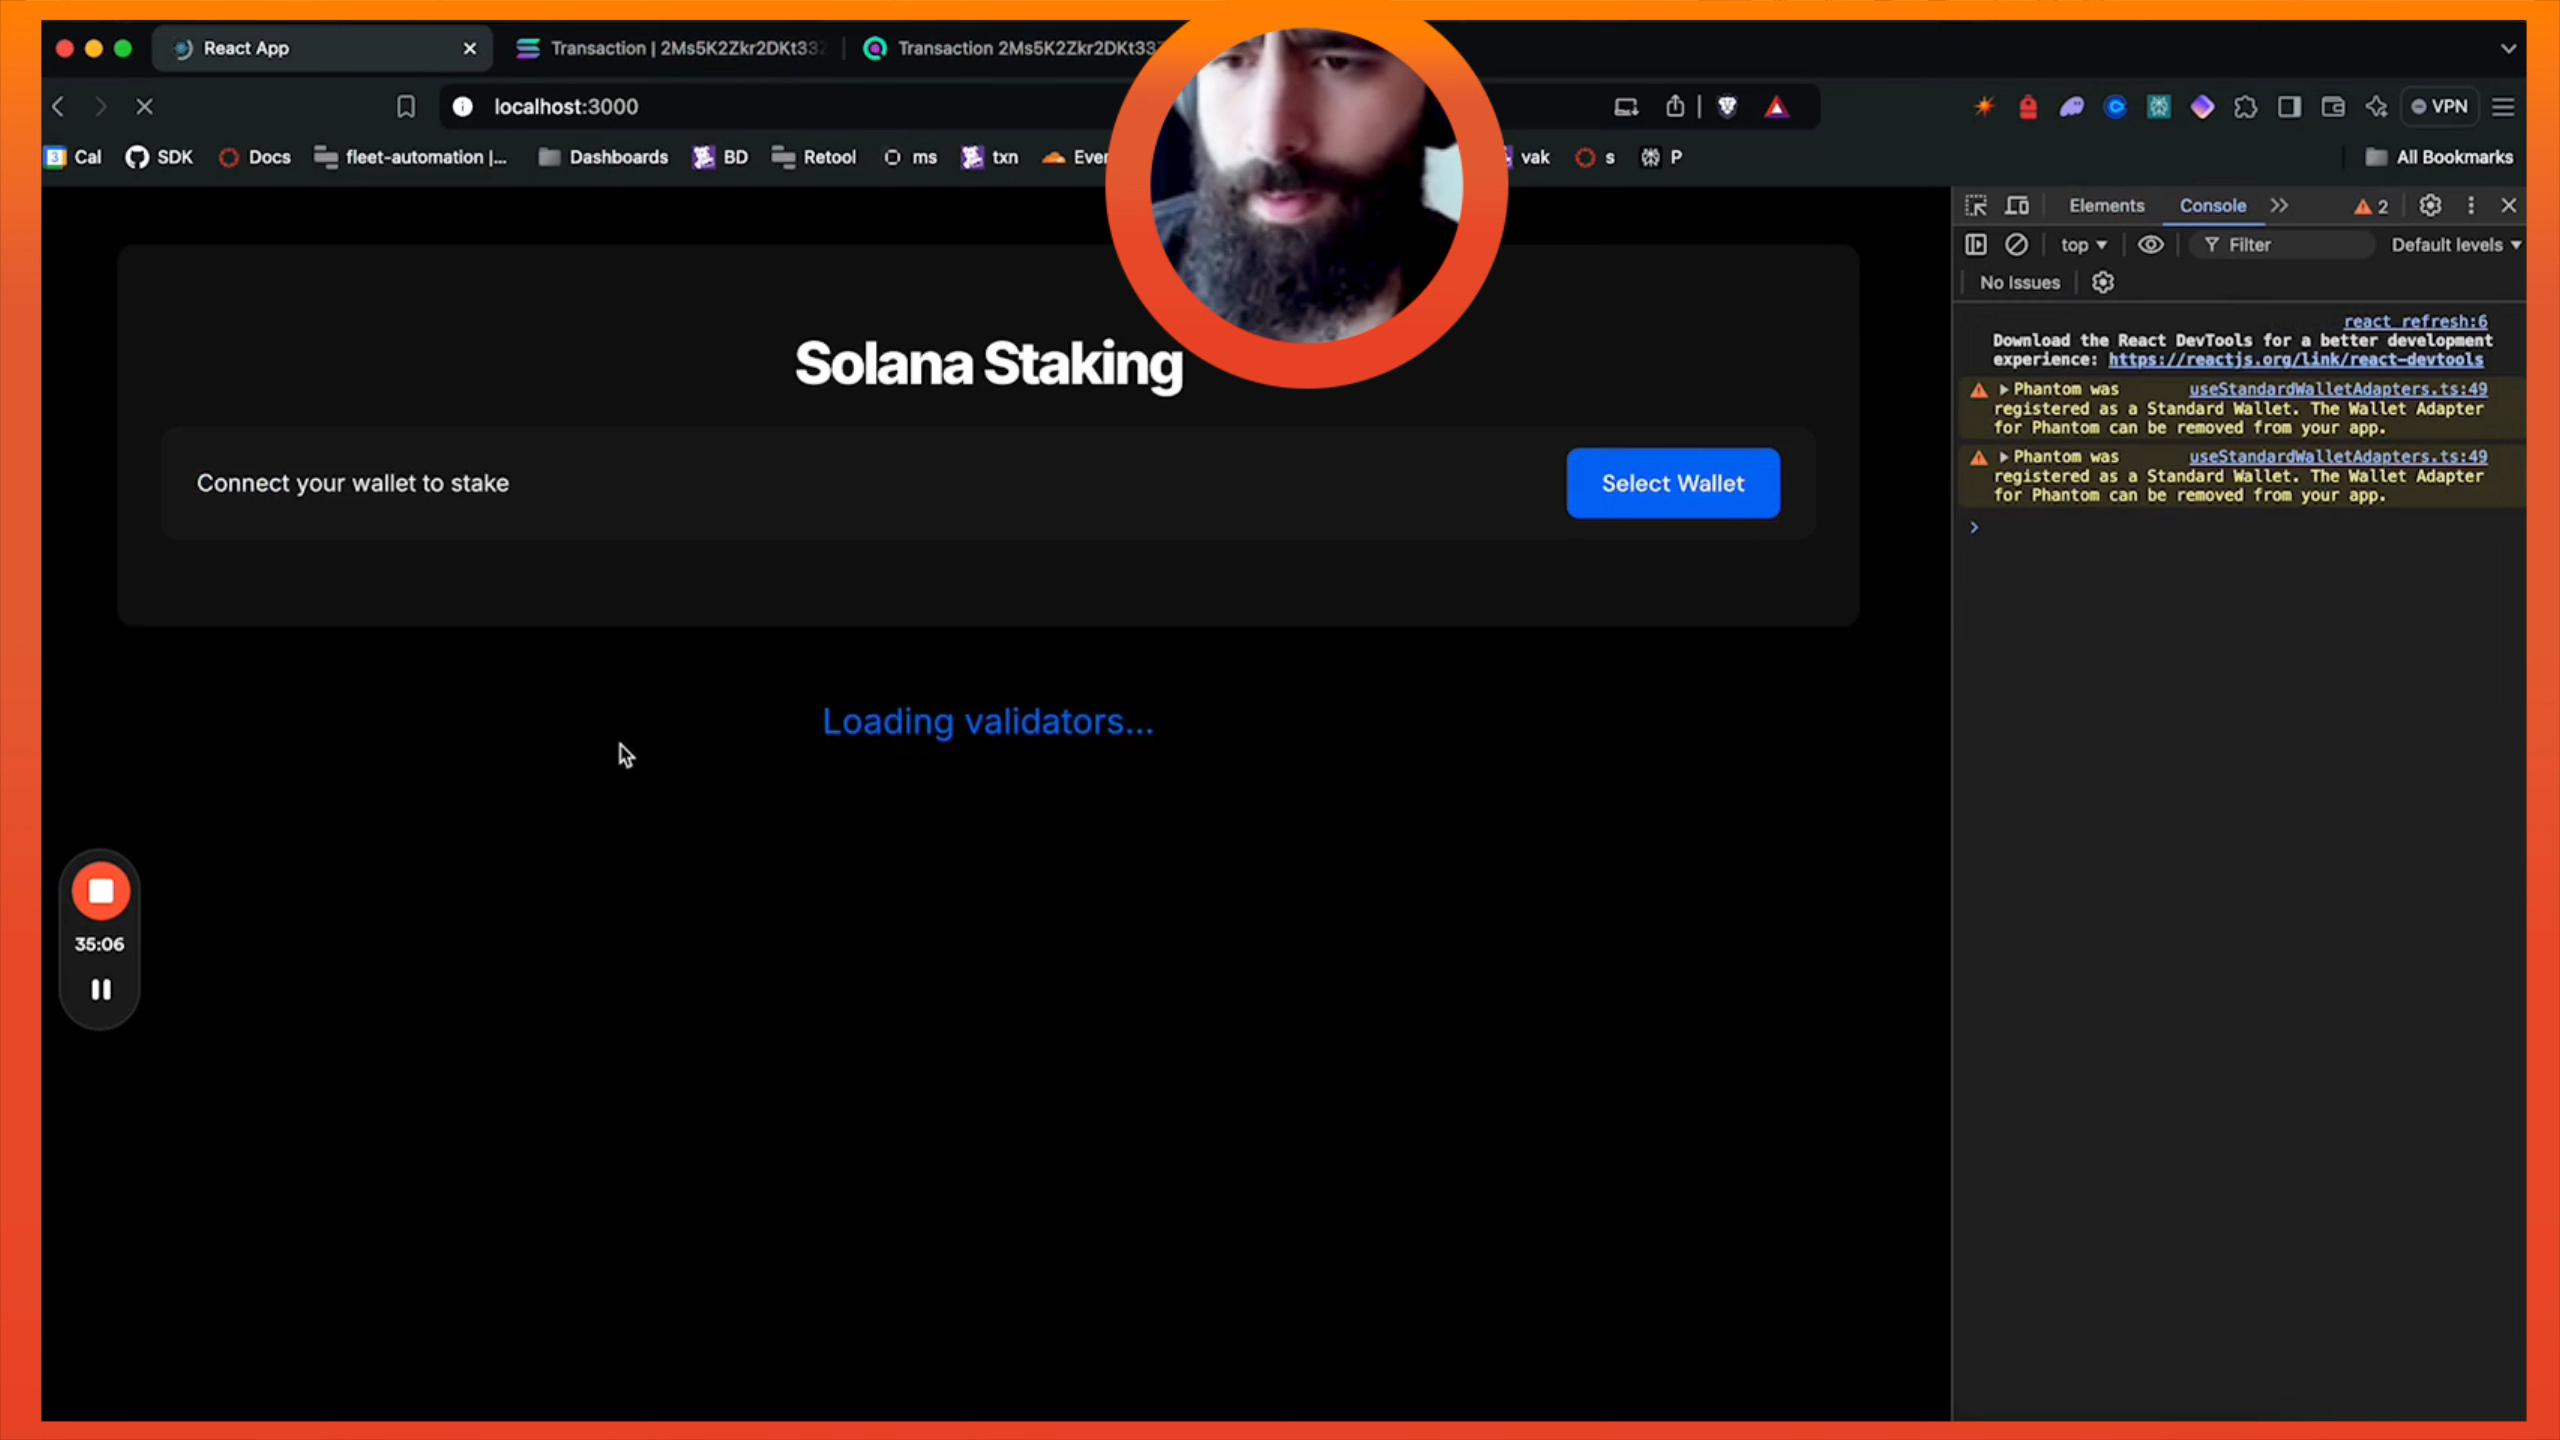 React App
Transaction | 2Ms5K2Zkr2DKt33
Transaction 2Ms5K2Zkr2DKt33
localhost:3000
VPN
Cal
SDK
Docs
fleet-automation |...
Dashboards
BD
Retool
ms
txn
vak
s
P
All Bookmarks
Elements
Console
2
top
Filter
Default levels
No Issues
react refresh:6
Download the React DevTools for a better development
experience: https://reactjs.org/link/react-devtools
Phantom was useStandardWalletAdapters.ts:49
registered as a Standard Wallet. The Wallet Adapter
for Phantom can be removed from your app.
Phantom was useStandardWalletAdapters.ts:49
registered as a Standard Wallet. The Wallet Adapter
for Phantom can be removed from your app.
Solana Staking
Connect your wallet to stake
Select Wallet
Loading validators...
35:06